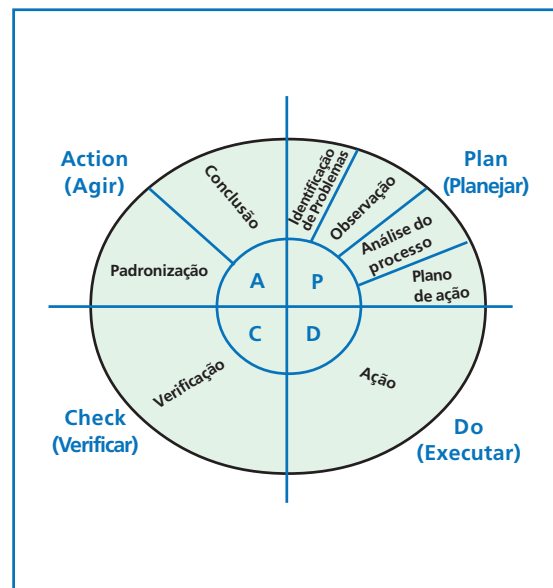 Action
(Agir)
Plan
(Planejar)
Conclusão
Identificação
de Problemas
Observação
Análise do
processo
Plano
de ação
Padronização
A
P
C
D
Verificação
Ação
Check
(Verificar)
Do
(Executar)